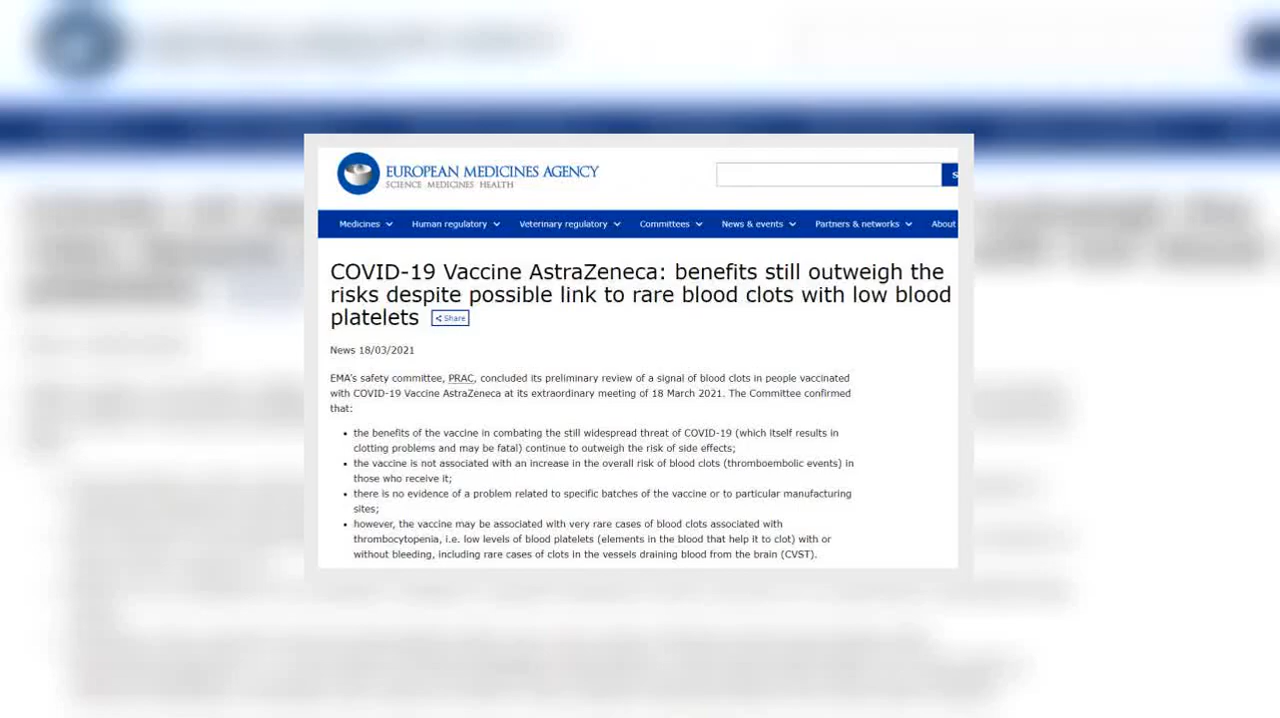 EUROPEAN MEDICINES AGENCY
SCIENCE MEDICINES HEALTH
S
Medicines Human regulatory Veterinary regulatory Committees News & events Partners & networks About
COVID-19 Vaccine AstraZeneca: benefits still outweigh the
risks despite possible link to rare blood clots with low blood
platelets Share
News 18/03/2021
EMA's safety committee, PRAC, concluded its preliminary review of a signal of blood clots in people vaccinated
with COVID-19 Vaccine AstraZeneca at its extraordinary meeting of 18 March 2021. The Committee confirmed
that:
• the benefits of the vaccine in combating the still widespread threat of COVID-19 (which itself results in
clotting problems and may be fatal) continue to outweigh the risk of side effects;
• the vaccine is not associated with an increase in the overall risk of blood clots (thromboembolic events) in
those who receive it;
• there is no evidence of a problem related to specific batches of the vaccine or to particular manufacturing
sites;
• however, the vaccine may be associated with very rare cases of blood clots associated with
thrombocytopenia, i.e. low levels of blood platelets (elements in the blood that help it to clot) with or
without bleeding, including rare cases of clots in the vessels draining blood from the brain (CVST).